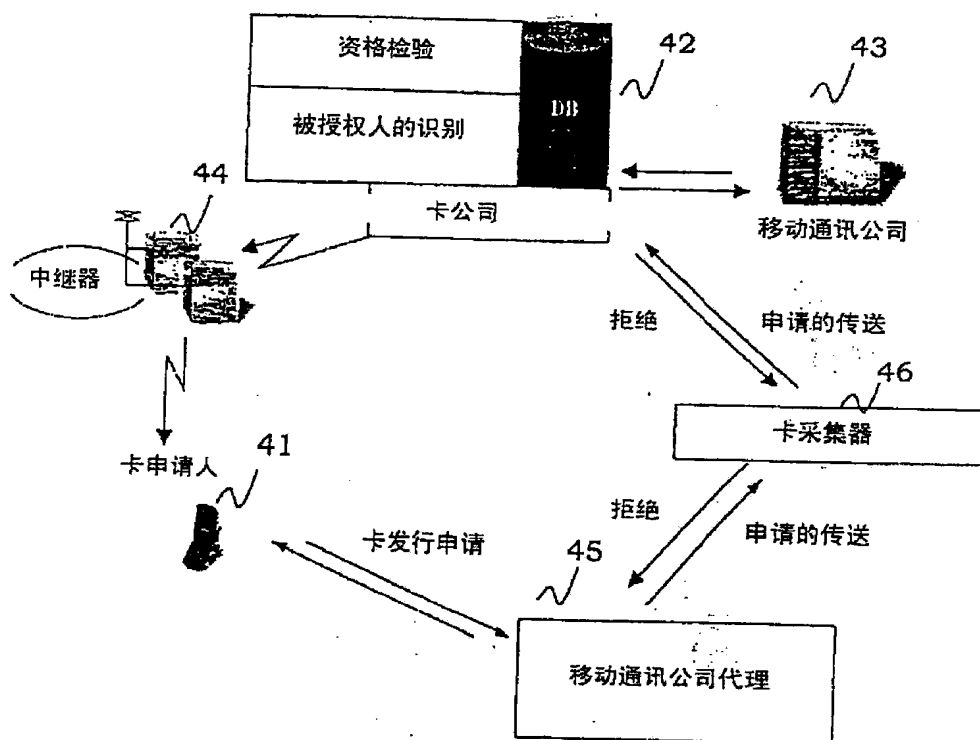 资格检验
42
43
DB
被授权人的识别
44
卡公司
移动通讯公司
中继器
拒绝
申请的传送
46
卡采集器
卡申请人
41
拒绝
申请的传送
卡发行申请
45
移动通讯公司代理